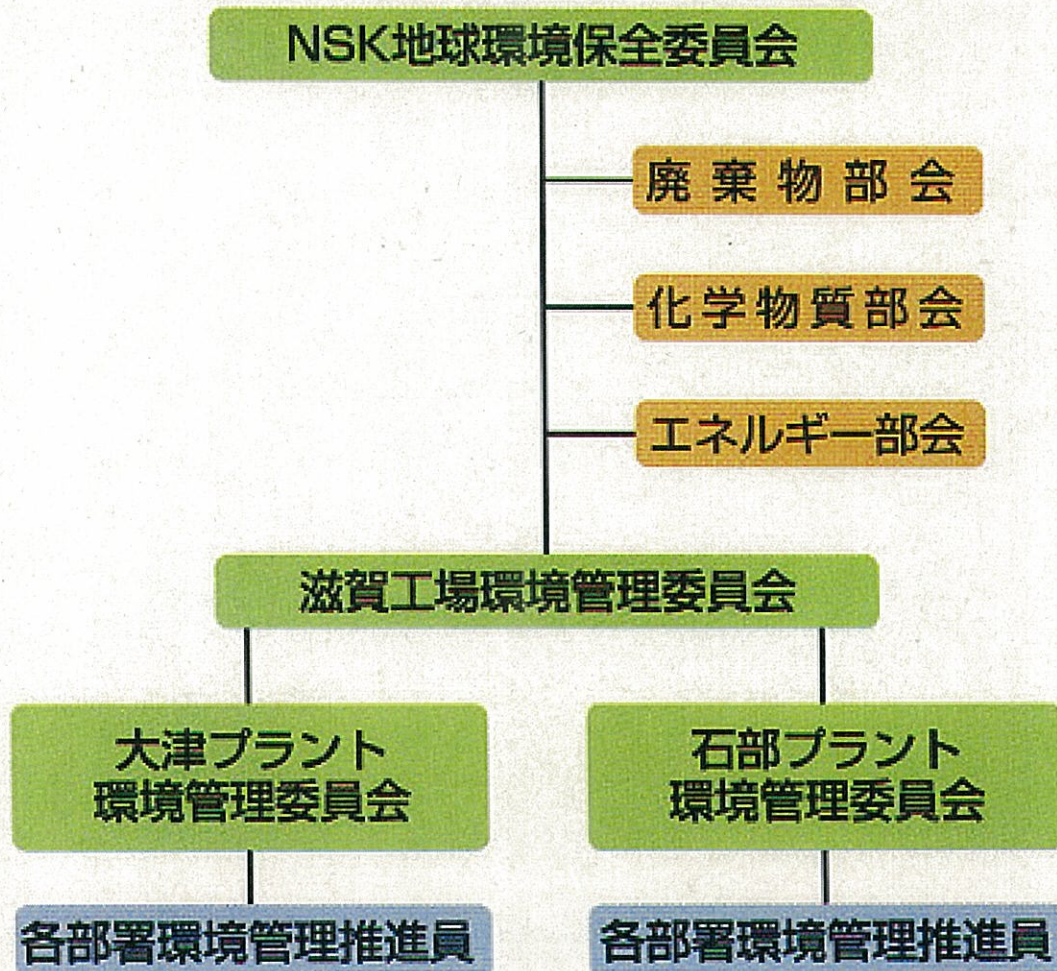 NSK地球環境保全委員会
廃棄物部会
化学物質部会
エネルギー部会
滋賀工場環境管理委員会
大津プラント
環境管理委員会
石部プラント
環境管理委員会
各部署環境管理推進員
各部署環境管理推進員